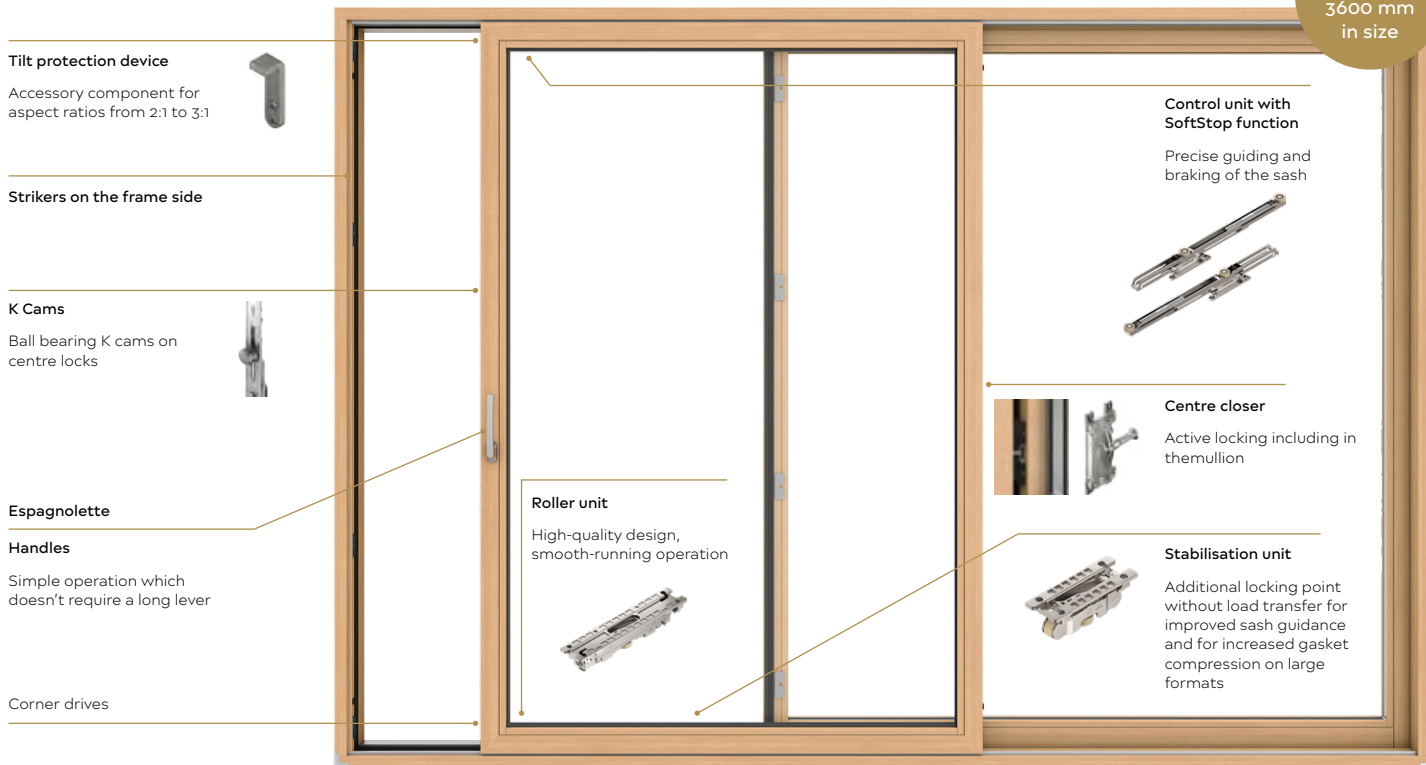 3600 mm
in size
Tilt protection device
Accessory component for
aspect ratios from 2:1 to 3:1
Strikers on the frame side
K Cams
Ball bearing K cams on
centre locks
Espagnolette
Handles
Simple operation which
doesn't require a long lever
Corner drives
Roller unit
High-quality design,
smooth-running operation
Control unit with
SoftStop function
Precise guiding and
braking of the sash
Centre closer
Active locking including in
themullion
Stabilisation unit
Additional locking point
without load transfer for
improved sash guidance
and for increased gasket
compression on large
formats